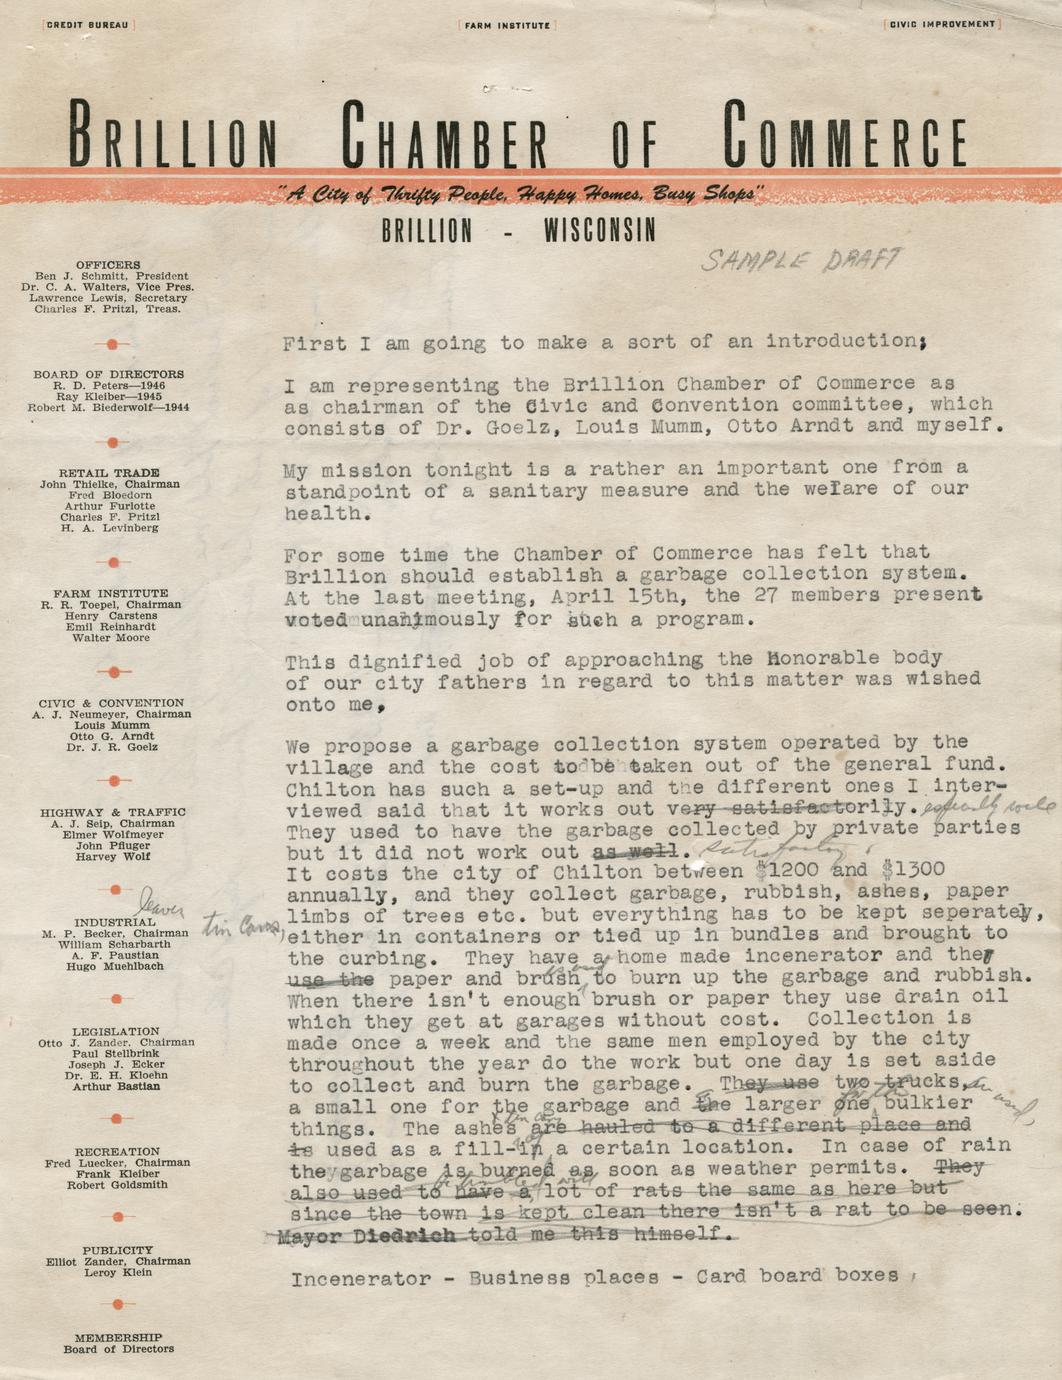 CREDIT BUREAU
FARM INSTITUTE
CIVIC IMPROVEMENT
BRILLION CHAMBER OF COMMERCE
"A City of Thrifty People, Happy Homes, Busy Shops"
BRILLION - WISCONSIN
SAMPLE DRAFT
OFFICERS
Ben J. Schmitt, President
Dr. C. A. Walters, Vice Pres.
Lawrence Lewis, Secretary
Charles F. Pritzl, Treas.
BOARD OF DIRECTORS
R. D. Peters—1946
Ray Kleiber—1945
Robert M. Biederwolf—1944
RETAIL TRADE
John Thielke, Chairman
Fred Bloedorn
Arthur Furlotte
Charles F. Pritzl
H. A. Levinberg
FARM INSTITUTE
R. R. Toepel, Chairman
Henry Carstens
Emil Reinhardt
Walter Moore
CIVIC & CONVENTION
A. J. Neumeyer, Chairman
Louis Mumm
Otto G. Arndt
Dr. J. R. Goelz
HIGHWAY & TRAFFIC
A. J. Seip, Chairman
Elmer Wolfmeyer
John Pfluger
Harvey Wolf
INDUSTRIAL
M. P. Becker, Chairman
William Scharbarth
A. F. Paustian
Hugo Muehlbach
LEGISLATION
Otto J. Zander, Chairman
Paul Stellbrink
Joseph J. Ecker
Dr. E. H. Kloehn
Arthur Bastian
RECREATION
Fred Luecker, Chairman
Frank Kleiber
Robert Goldsmith
PUBLICITY
Elliot Zander, Chairman
Leroy Klein
MEMBERSHIP
Board of Directors
First I am going to make a sort of an introduction;
I am representing the Brillion Chamber of Commerce as
as chairman of the Civic and Convention committee, which
consists of Dr. Goelz, Louis Mumm, Otto Arndt and myself.
My mission tonight is a rather an important one from a
standpoint of a sanitary measure and the welfare of our
health.
For some time the Chamber of Commerce has felt that
Brillion should establish a garbage collection system.
At the last meeting, April 15th, the 27 members present
voted unanimously for such a program.
This dignified job of approaching the Honorable body
of our city fathers in regard to this matter was wished
onto me,
We propose a garbage collection system operated by the
village and the cost to be taken out of the general fund.
Chilton has such a set-up and the different ones I inter-
viewed said that it works out very satisfactorily. especially well
They used to have the garbage collected by private parties
but it did not work out as well. satisfactory.
It costs the city of Chilton between $1200 and $1300
annually, and they collect garbage, rubbish, ashes, paper
leaves
tin cans,
limbs of trees etc. but everything has to be kept seperately,
either in containers or tied up in bundles and brought to
the curbing. They have a home made incenerator and they
use the paper and brush is used to burn up the garbage and rubbish.
When there isn't enough brush or paper they use drain oil
which they get at garages without cost. Collection is
made once a week and the same men employed by the city
throughout the year do the work but one day is set aside
to collect and burn the garbage. They use two trucks, are used,
a small one for the garbage and the a larger one for the bulkier
things. The ashes & tin cans are hauled to a different place and
is used as a fill-in at a certain location. In case of rain
the garbage is burned as soon as weather permits. They
also used to have a be troubled with lot of rats the same as here but
since the town is kept clean there isn't a rat to be seen.
Mayor Diedrich told me this himself.
Incenerator - Business places - Card board boxes